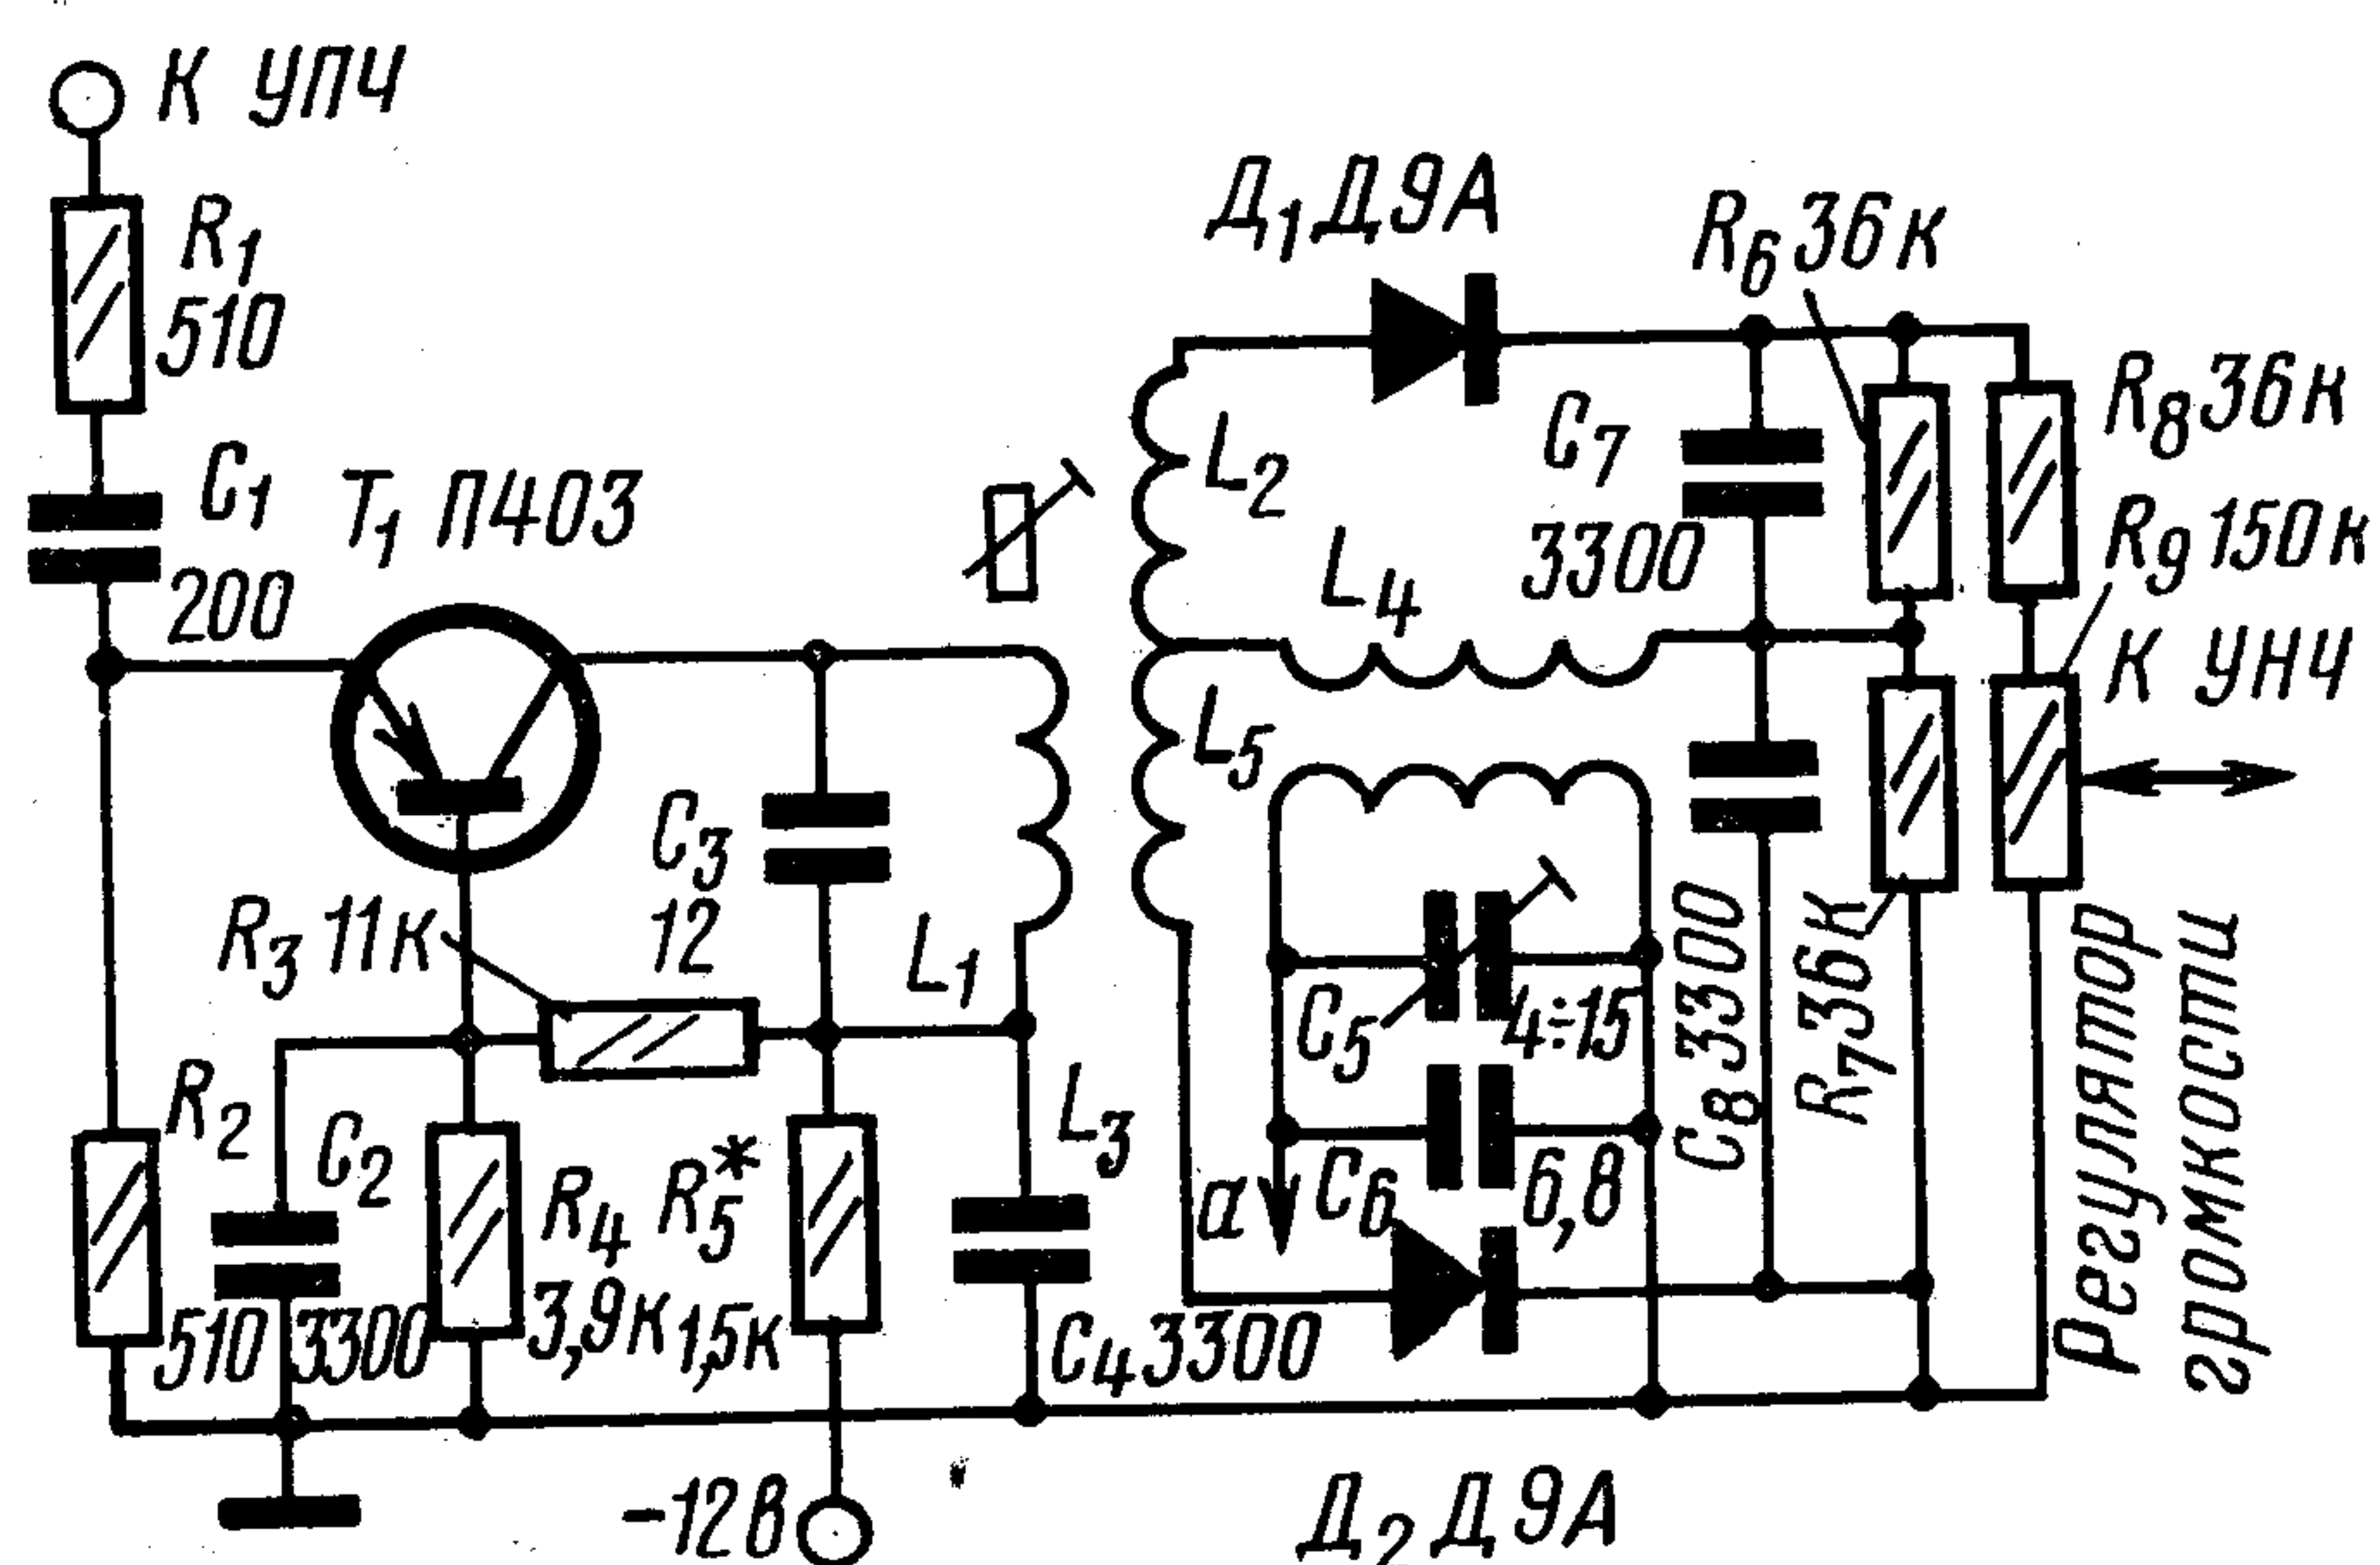 К УПЧ
R1
510
C1
200
T1 П403
Д1 Д9А
R6 36к
R8 36к
R9 150к
К УНЧ
L2
C7
3300
L4
L5
C3
12
R3 11к
L1
C5
4÷15
C8 3300
R7 36к
Регулятор
громкости
R2
510
C2
3300
R4
3,9к
R5*
1,5к
L3
а
C6
6,8
C4 3300
-12В
Д2 Д9А